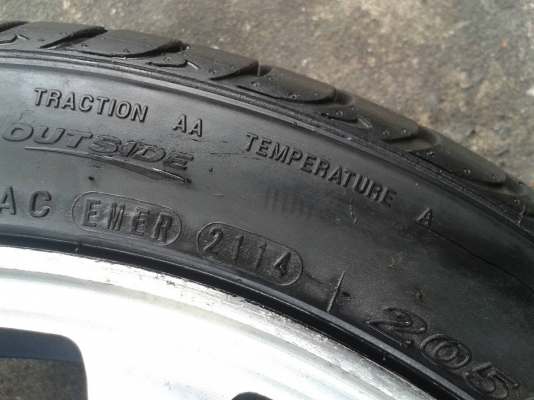 TRACTION AA TEMPERATURE A
OUTSIDE
AC EMER 2114
205